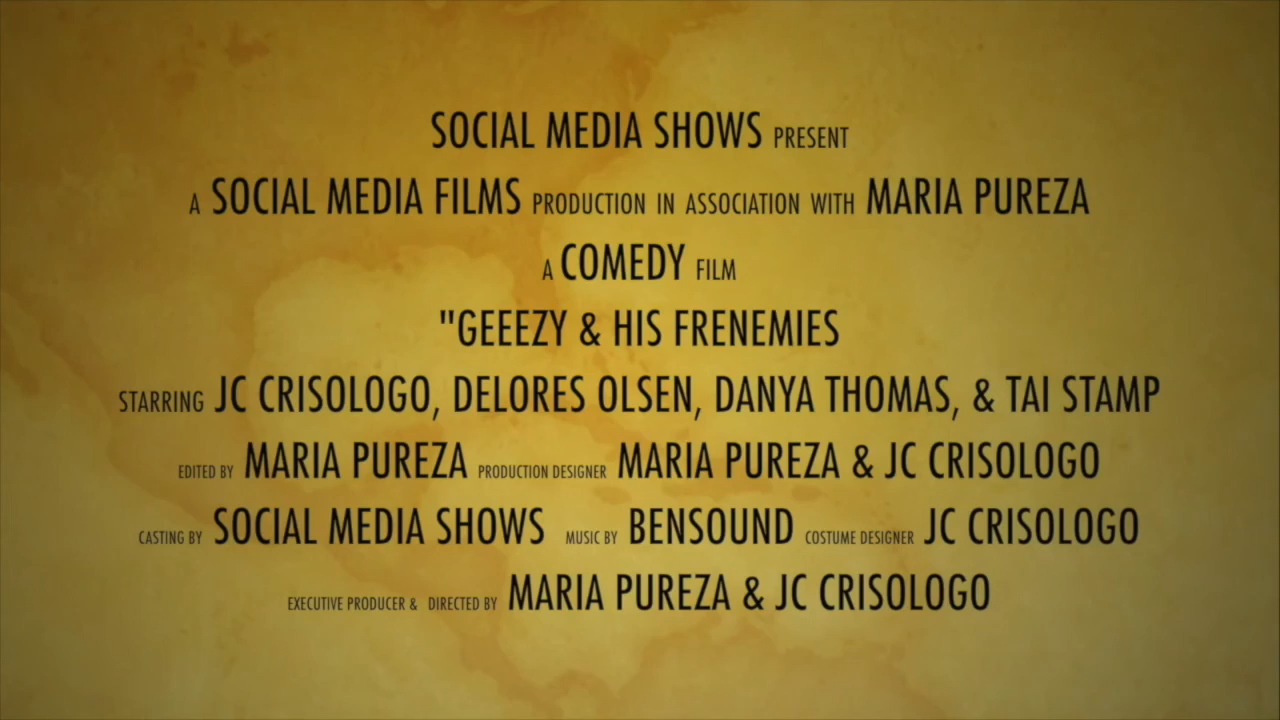 SOCIAL MEDIA SHOWS PRESENT
A SOCIAL MEDIA FILMS PRODUCTION IN ASSOCIATION WITH MARIA PUREZA
A COMEDY FILM
"GEEEZY & HIS FRENEMIES
STARRING JC CRISOLOGO, DELORES OLSEN, DANYA THOMAS, & TAI STAMP
EDITED BY MARIA PUREZA PRODUCTION DESIGNER MARIA PUREZA & JC CRISOLOGO
CASTING BY SOCIAL MEDIA SHOWS MUSIC BY BENSOUND COSTUME DESIGNER JC CRISOLOGO
EXECUTIVE PRODUCER & DIRECTED BY MARIA PUREZA & JC CRISOLOGO